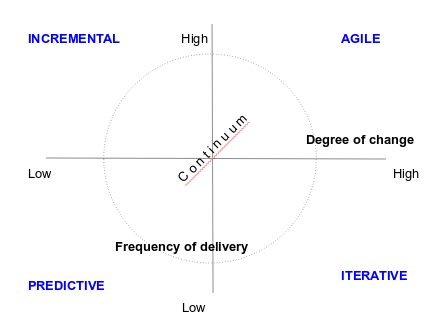 INCREMENTAL
High
AGILE
Continuum
Degree of change
Low
High
Frequency of delivery
PREDICTIVE
ITERATIVE
Low